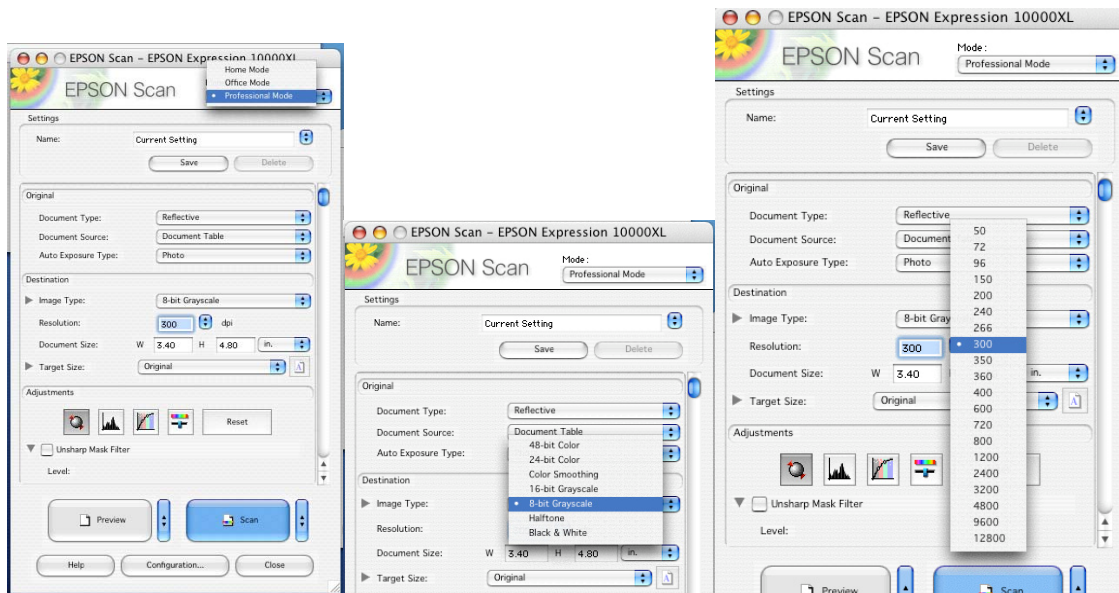 EPSON Scan – EPSON Expression 10000XL
Home Mode
Office Mode
• Professional Mode
EPSON Scan
Settings
Name: Current Setting
Save Delete
Original
Document Type: Reflective
Document Source: Document Table
Auto Exposure Type: Photo
Destination
Image Type: 8-bit Grayscale
Resolution: 300 dpi
Document Size: W 3.40 H 4.80 in.
Target Size: Original A
Adjustments
Reset
Unsharp Mask Filter
Level:
Preview Scan
Help Configuration... Close
EPSON Scan – EPSON Expression 10000XL
EPSON Scan
Mode:
Professional Mode
Settings
Name: Current Setting
Save Delete
Original
Document Type: Reflective
Document Source: Document Table
Auto Exposure Type:
48-bit Color
24-bit Color
Color Smoothing
16-bit Grayscale
• 8-bit Grayscale
Halftone
Black & White
Destination
Image Type:
Resolution:
Document Size: W 3.40 H 4.80 in.
Target Size: Original A
EPSON Scan – EPSON Expression 10000XL
EPSON Scan
Mode:
Professional Mode
Settings
Name: Current Setting
Save Delete
Original
Document Type: Reflective
Document Source: Document
Auto Exposure Type: Photo
Destination
Image Type: 8-bit Gray
Resolution: 300
Document Size: W 3.40 in.
Target Size: Original A
Adjustments
Unsharp Mask Filter
Level:
50
72
96
150
200
240
266
• 300
350
360
400
600
720
800
1200
2400
3200
4800
9600
12800
Preview Scan